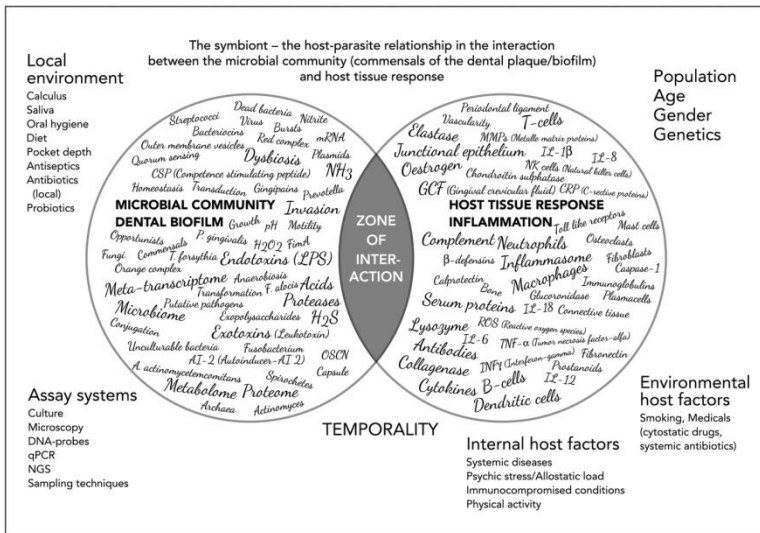 The symbiont – the host-parasite relationship in the interaction
between the microbial community (commensals of the dental plaque/biofilm)
and host tissue response
Local
environment
Calculus
Saliva
Oral hygiene
Diet
Pocket depth
Antiseptics
Antibiotics
(local)
Probiotics
Population
Age
Gender
Genetics
Dead bacteria
Streptococci
Virus
Nitrite
Bacteriocins
Bursts
Outer membrane vesicles
Red complex
mRNA
Quorum sensing
Dysbiosis
Plasmids
CSP (Competence stimulating peptide)
NH3
Homeostasis
Transduction
Gingipains
Prevotella
MICROBIAL COMMUNITY
Invasion
DENTAL BIOFILM
Growth
pH
Motility
Opportunists
P. gingivalis
Fungi
Commensals
H2O2
FimA
T. forsythia
Endotoxins (LPS)
Orange complex
Meta-transcriptome
Anaerobiosis
Transformation
F. alocis
Acids
Putative pathogens
Proteases
Microbiome
Exopolysaccharides
H2S
Conjugation
Exotoxins (Leukotoxin)
Unculturable bacteria
Fusobacterium
AI-2 (Autoinducer-AI 2)
OSCN
A. actinomycetemcomitans
Spirochetes
Capsule
Metabolome
Proteome
Archaea
Actinomyces
ZONE
OF
INTER-
ACTION
Periodontal ligament
Vascularity
T-cells
Elastase
MMPs (Metallo matrix proteins)
Junctional epithelium
IL-1β
IL-8
Oestrogen
NK cells (Natural killer cells)
Chondroitin sulphatase
GCF (Gingival crevicular fluid)
CRP (C-rective proteins)
HOST TISSUE RESPONSE
INFLAMMATION
Toll like receptors
Mast cells
Complement
Neutrophils
Osteoclasts
β-defensins
Inflammasome
Fibroblasts
Caspase-1
Calprotectin
Bone
Macrophages
Immunoglobulins
Glucoronidase
Plasmacells
Serum proteins
IL-18
Connective tissue
Lysozyme
ROS (Reactive oxygen species)
IL-6
TNF-α (Tumor necrosis factor-alfa)
Antibodies
INFγ (Interferon-gamma)
Fibronectin
Collagenase
Prostanoids
Cytokines
B-cells
IL-12
Dendritic cells
Assay systems
Culture
Microscopy
DNA-probes
qPCR
NGS
Sampling techniques
TEMPORALITY
Internal host factors
Systemic diseases
Psychic stress/Allostatic load
Immunocompromised conditions
Physical activity
Environmental
host factors
Smoking, Medicals
(cytostatic drugs,
systemic antibiotics)